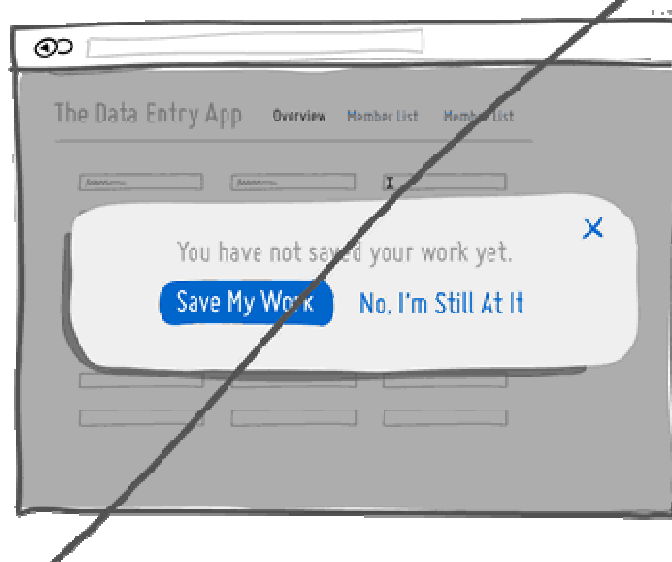 The Data Entry App Overview Member List Member List
You have not saved your work yet.
Save My Work No, I'm Still At It